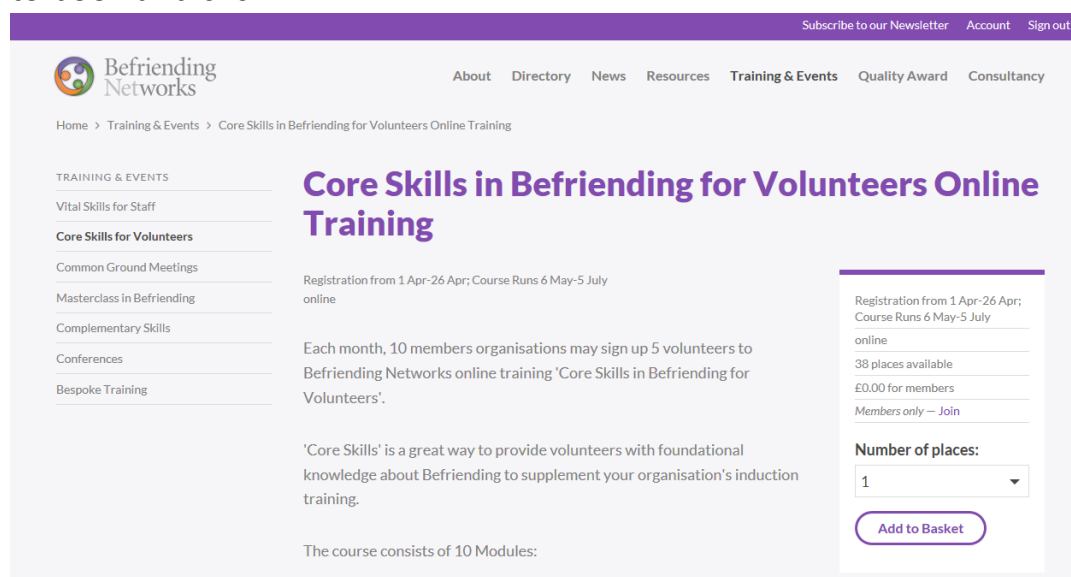 Subscribe to our Newsletter Account Sign out
Befriending
Networks
About Directory News Resources Training & Events Quality Award Consultancy
Home > Training & Events > Core Skills in Befriending for Volunteers Online Training
TRAINING & EVENTS
Vital Skills for Staff
Core Skills for Volunteers
Common Ground Meetings
Masterclass in Befriending
Complementary Skills
Conferences
Bespoke Training
Core Skills in Befriending for Volunteers Online
Training
Registration from 1 Apr-26 Apr; Course Runs 6 May-5 July
online
Each month, 10 members organisations may sign up 5 volunteers to
Befriending Networks online training 'Core Skills in Befriending for
Volunteers'.
'Core Skills' is a great way to provide volunteers with foundational
knowledge about Befriending to supplement your organisation's induction
training.
The course consists of 10 Modules:
Registration from 1 Apr-26 Apr;
Course Runs 6 May-5 July
online
38 places available
£0.00 for members
Members only — Join
Number of places:
1
Add to Basket